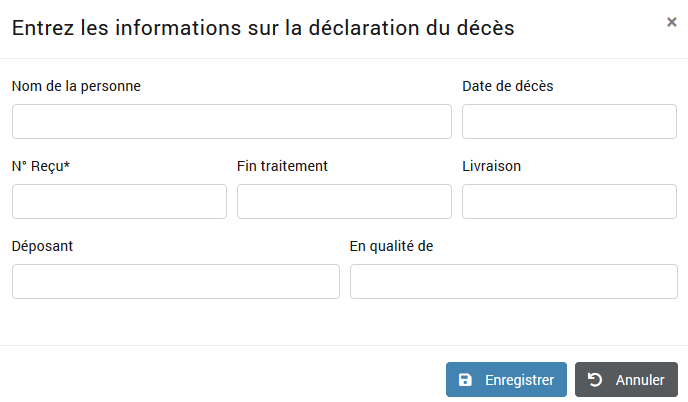 Entrez les informations sur la déclaration du décès
×
Nom de la personne Date de décès
N° Reçu* Fin traitement Livraison
Déposant En qualité de
Enregistrer Annuler